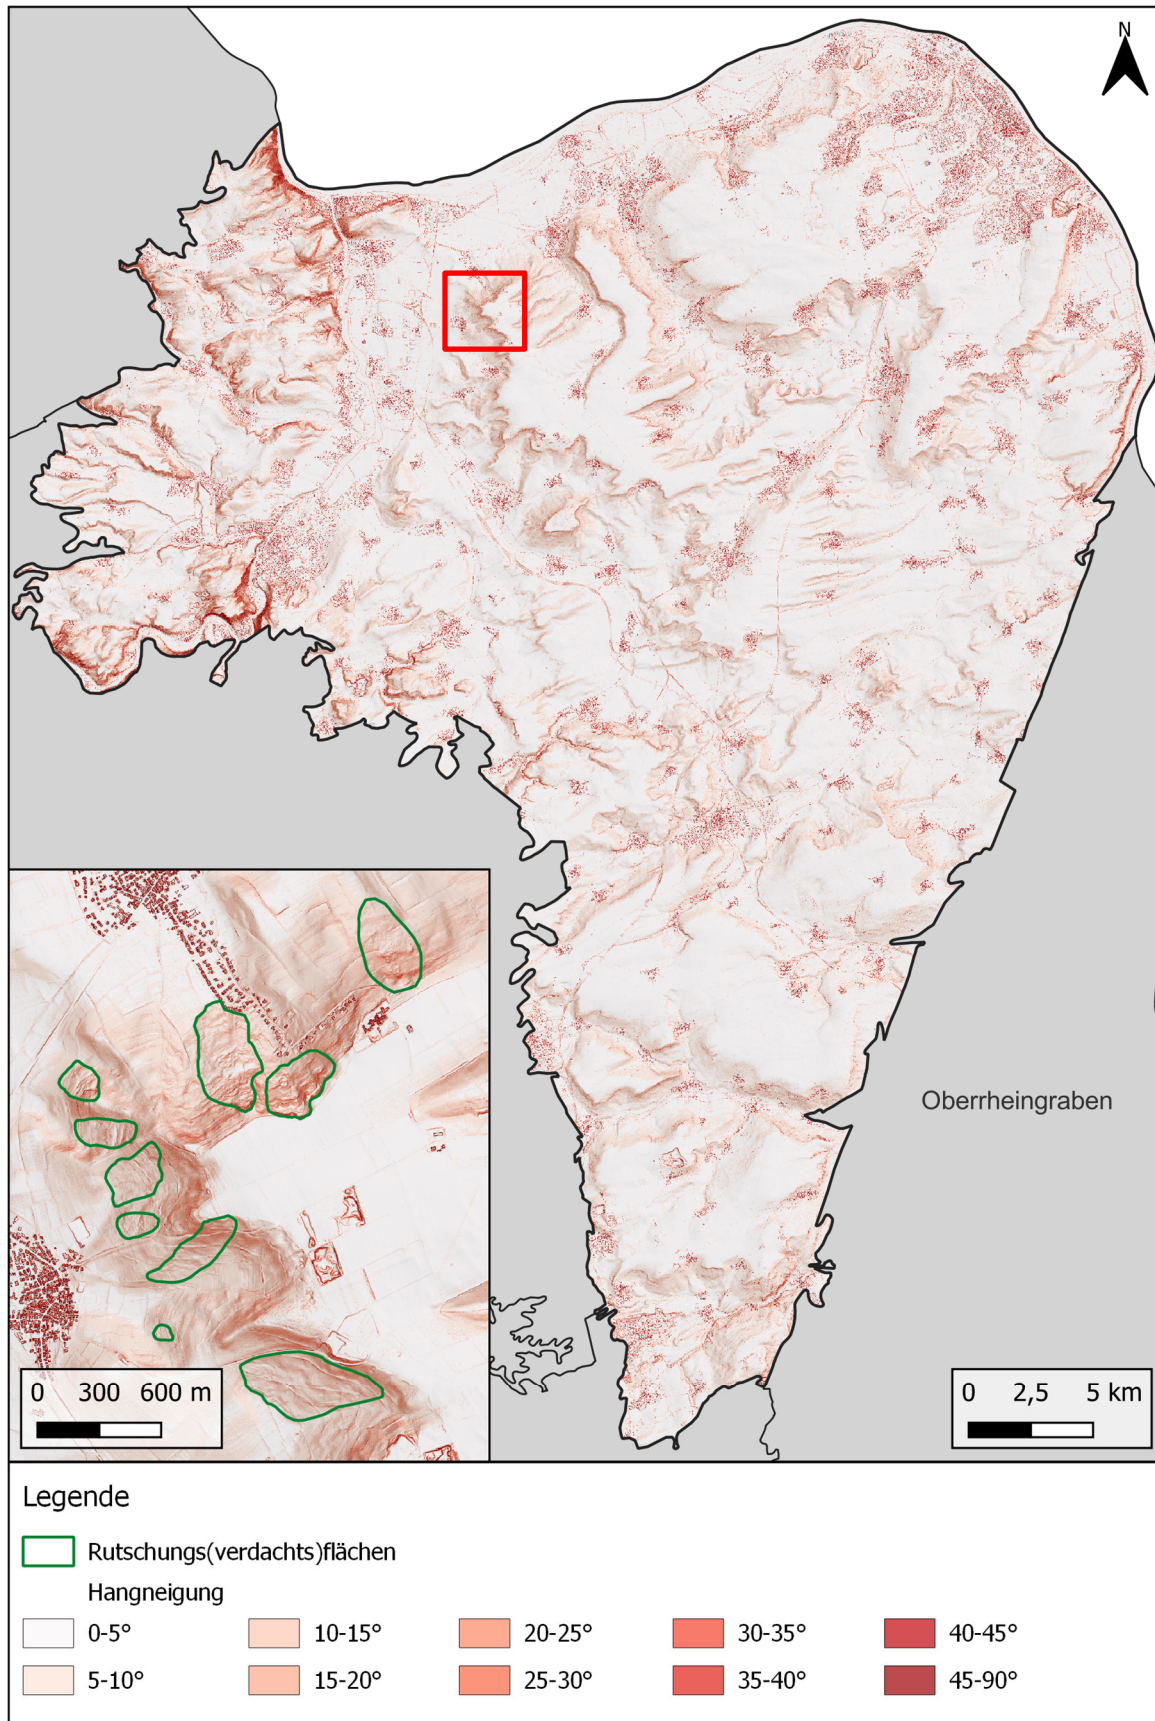 N
Oberrheingraben
0 300 600 m
0 2,5 5 km
Legende
Rutschungs(verdachts)flächen
Hangneigung
0-5° 10-15° 20-25° 30-35° 40-45°
5-10° 15-20° 25-30° 35-40° 45-90°